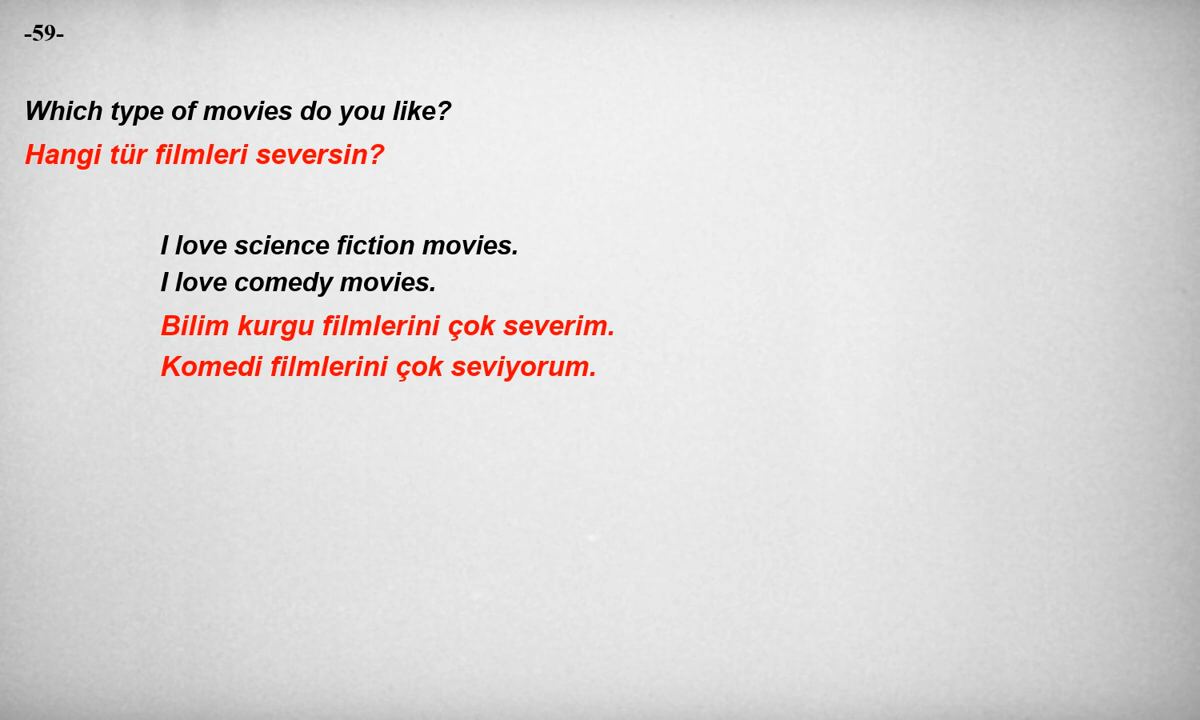 -59-
Which type of movies do you like?
Hangi tür filmleri seversin?
I love science fiction movies.
I love comedy movies.
Bilim kurgu filmlerini çok severim.
Komedi filmlerini çok seviyorum.